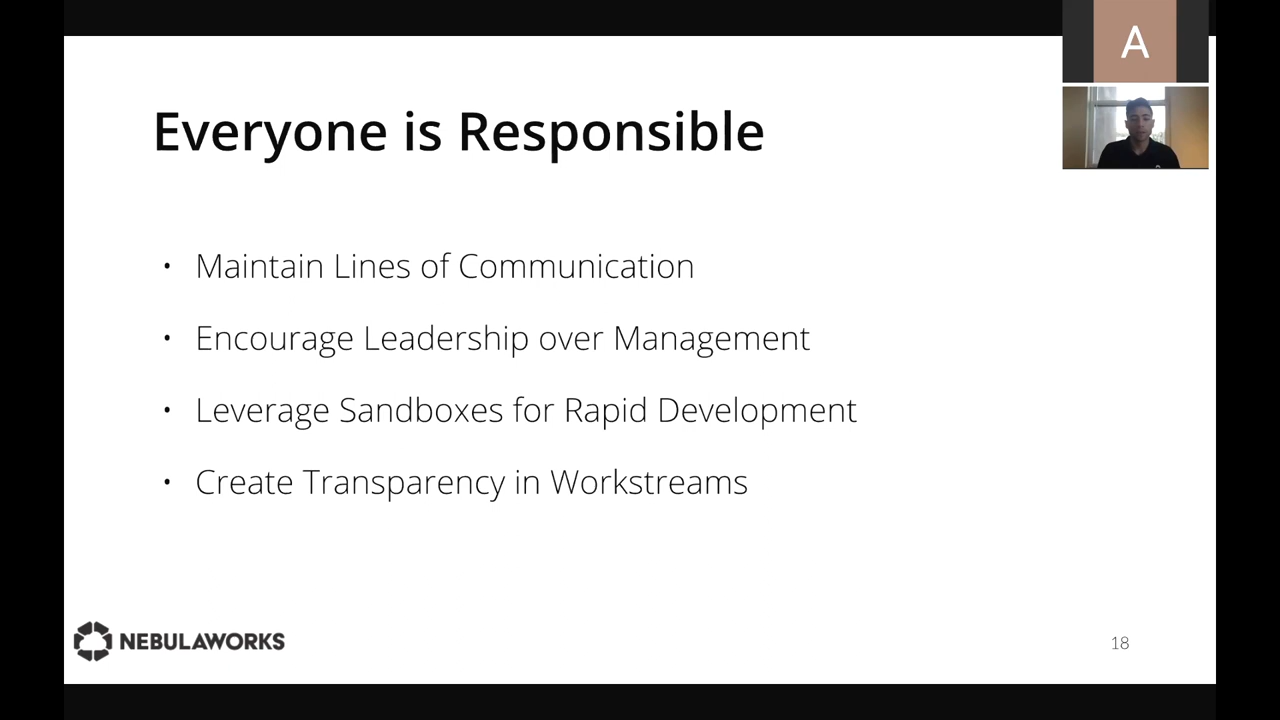 A
Everyone is Responsible
• Maintain Lines of Communication
• Encourage Leadership over Management
• Leverage Sandboxes for Rapid Development
• Create Transparency in Workstreams
NEBULAWORKS
18